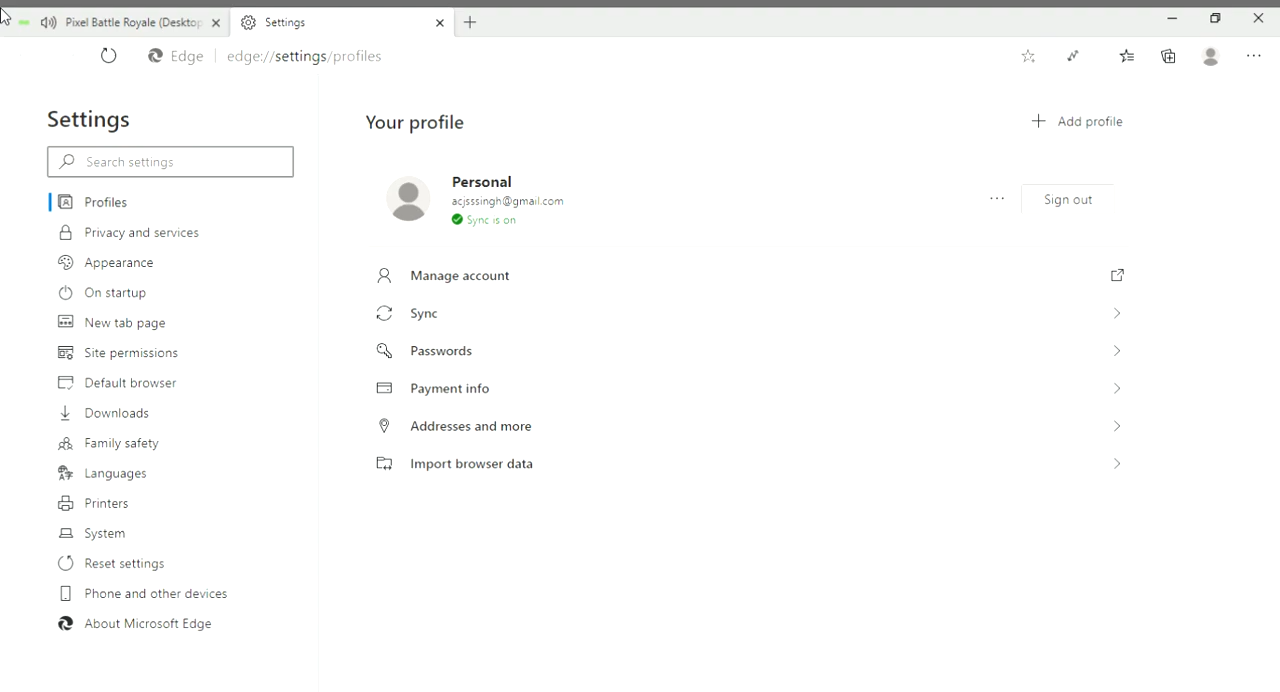 Pixel Battle Royale (Desktop
Settings
Edge
edge://settings/profiles
Settings
Search settings
Profiles
Privacy and services
Appearance
On startup
New tab page
Site permissions
Default browser
Downloads
Family safety
Languages
Printers
System
Reset settings
Phone and other devices
About Microsoft Edge
Your profile
Add profile
Personal
acjsssingh@gmail.com
Sync is on
Sign out
Manage account
Sync
Passwords
Payment info
Addresses and more
Import browser data